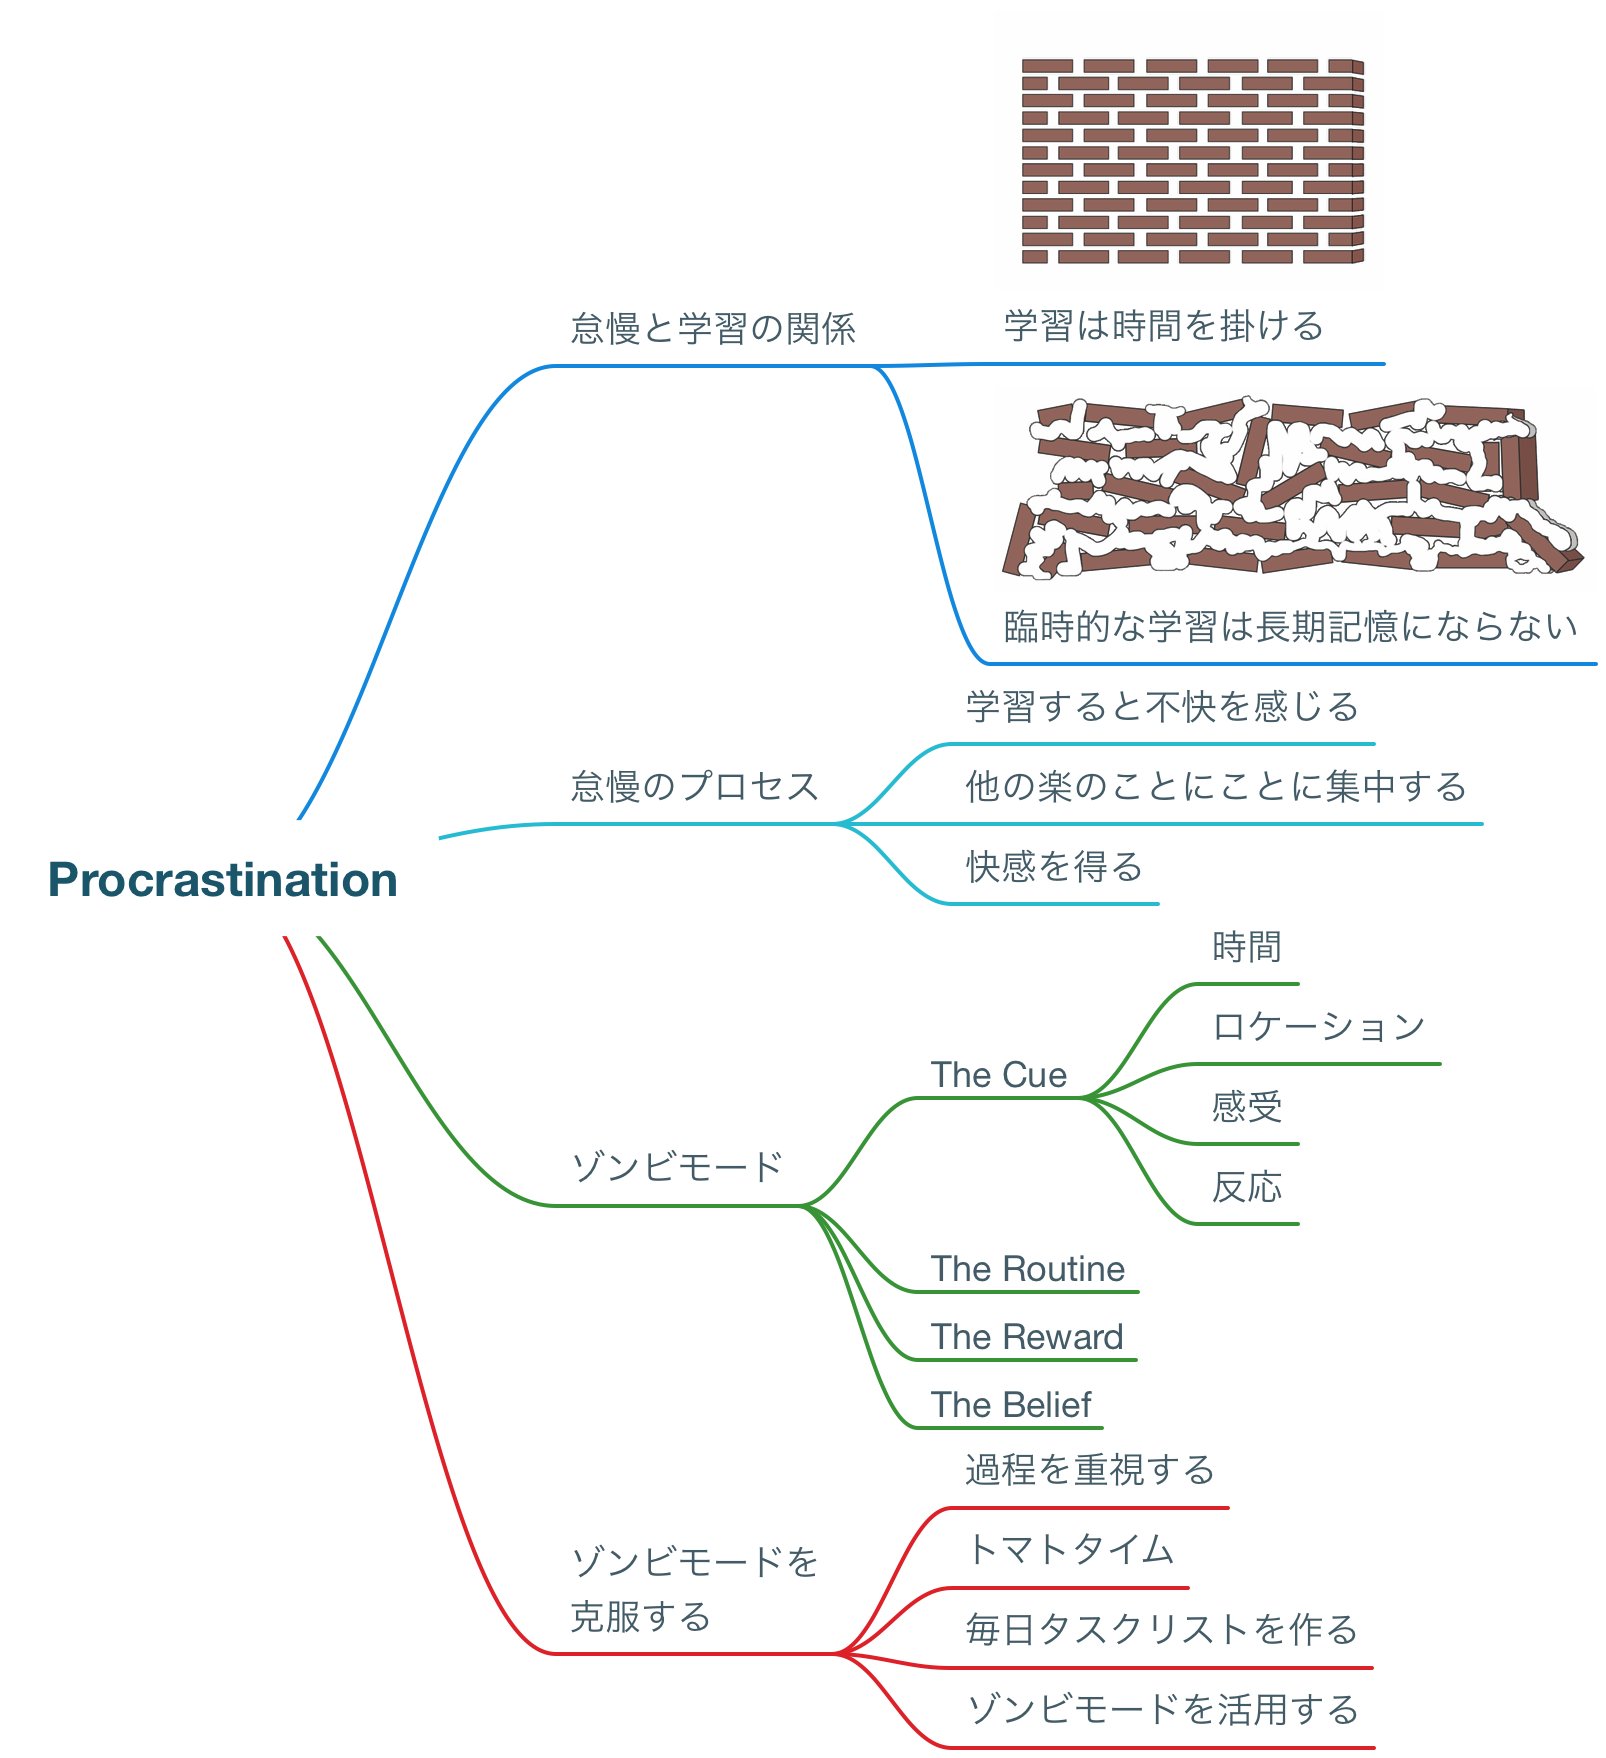 怠慢と学習の関係
学習は時間を掛ける
臨時的な学習は長期記憶にならない
学習すると不快を感じる
怠慢のプロセス
他の楽のことにことに集中する
快感を得る
Procrastination
時間
ロケーション
The Cue
感受
ゾンビモード
反応
The Routine
The Reward
The Belief
過程を重視する
トマトタイム
ゾンビモードを
克服する
毎日タスクリストを作る
ゾンビモードを活用する